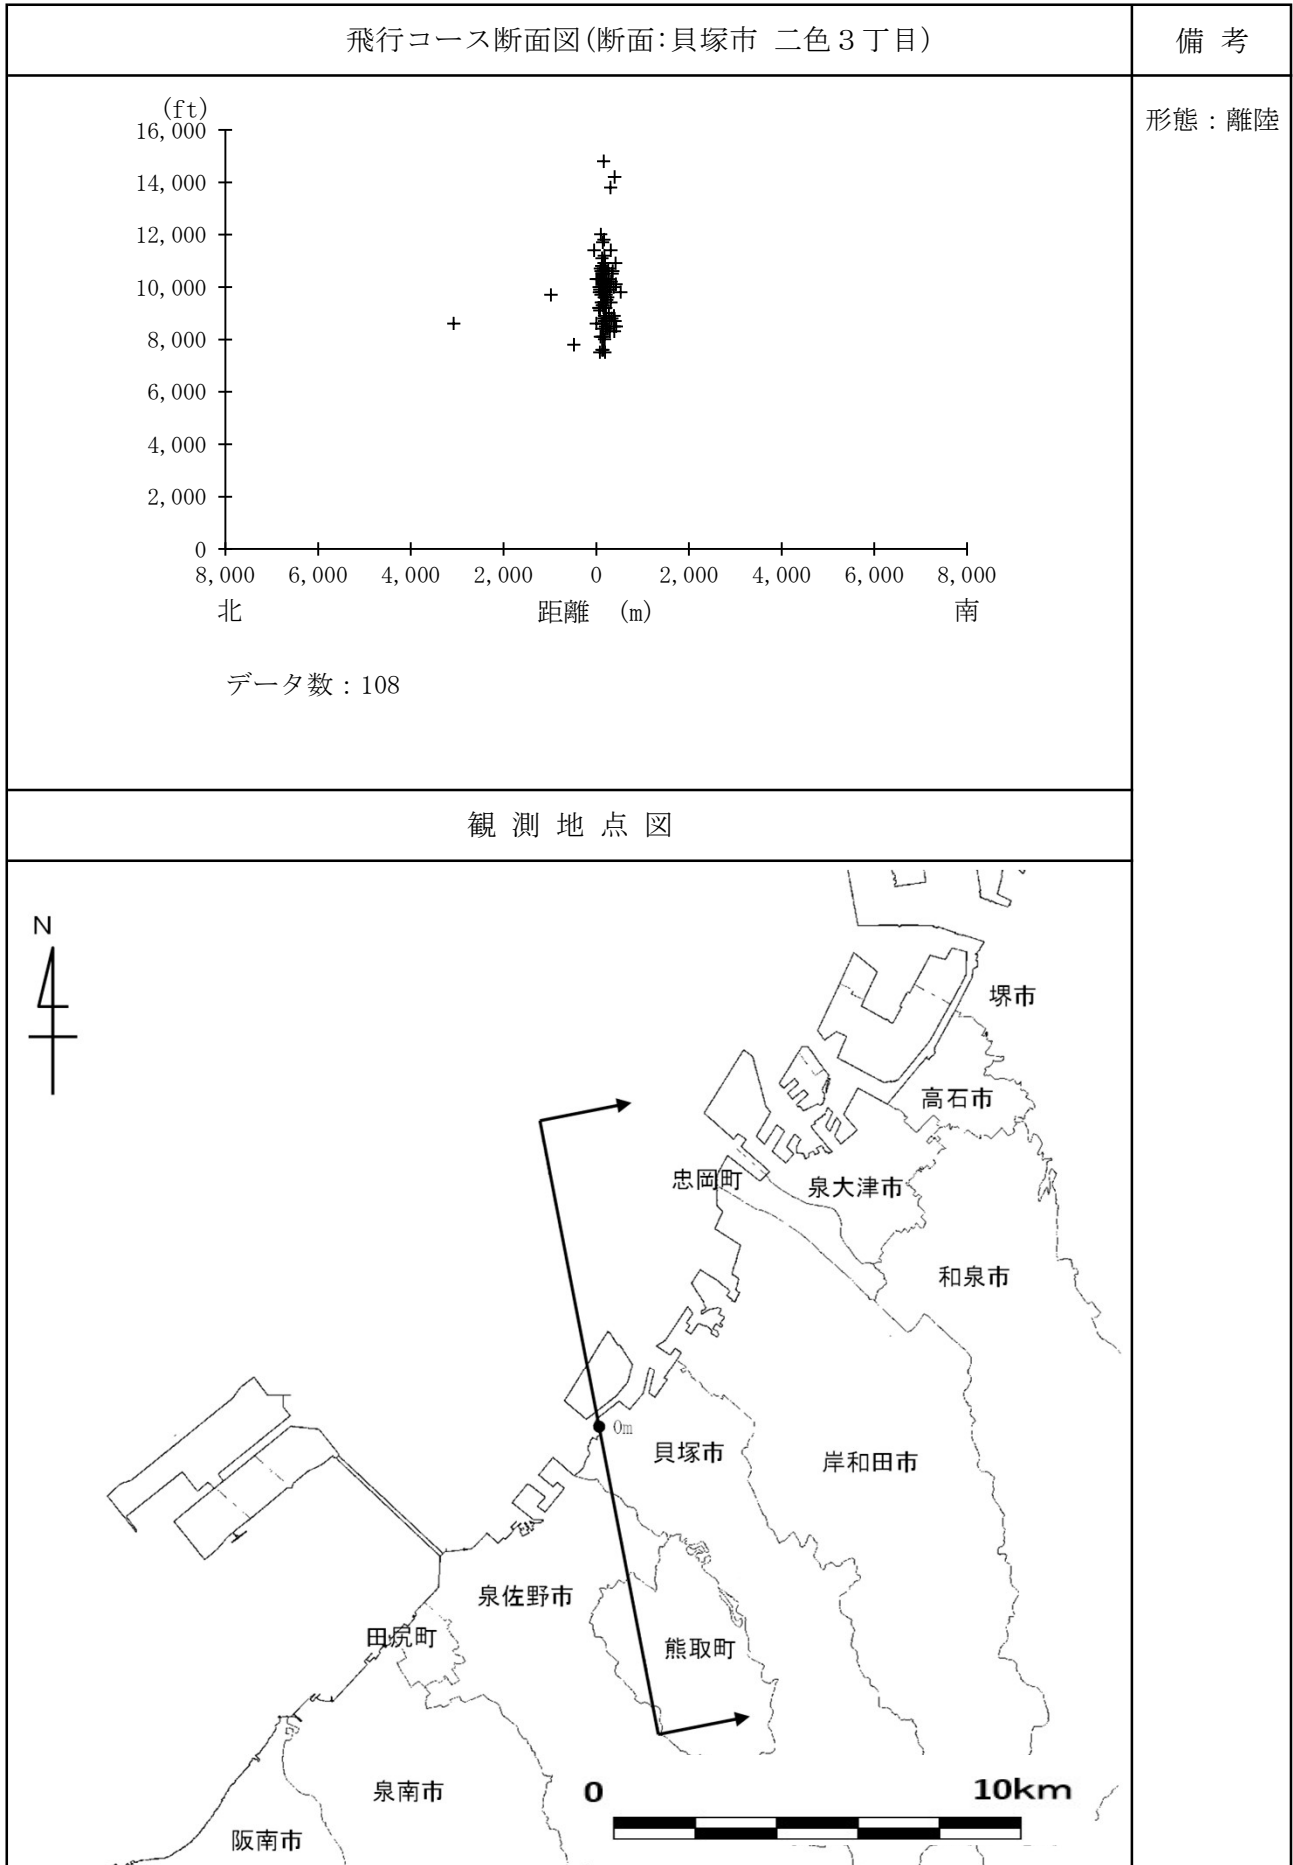 飛行コース断面図(断面:貝塚市 二色３丁目)
備 考
形態：離陸
(ft)
16,000
14,000
12,000
10,000
8,000
6,000
4,000
2,000
0
8,000 6,000 4,000 2,000 0 2,000 4,000 6,000 8,000
北 距離 (m) 南
データ数：108
観 測 地 点 図
N
堺市
高石市
忠岡町
泉大津市
和泉市
0m
貝塚市
岸和田市
泉佐野市
田尻町
熊取町
泉南市
0 10km
阪南市